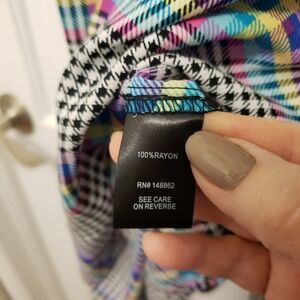 100%RAYON
RN# 148862
SEE CARE
ON REVERSE